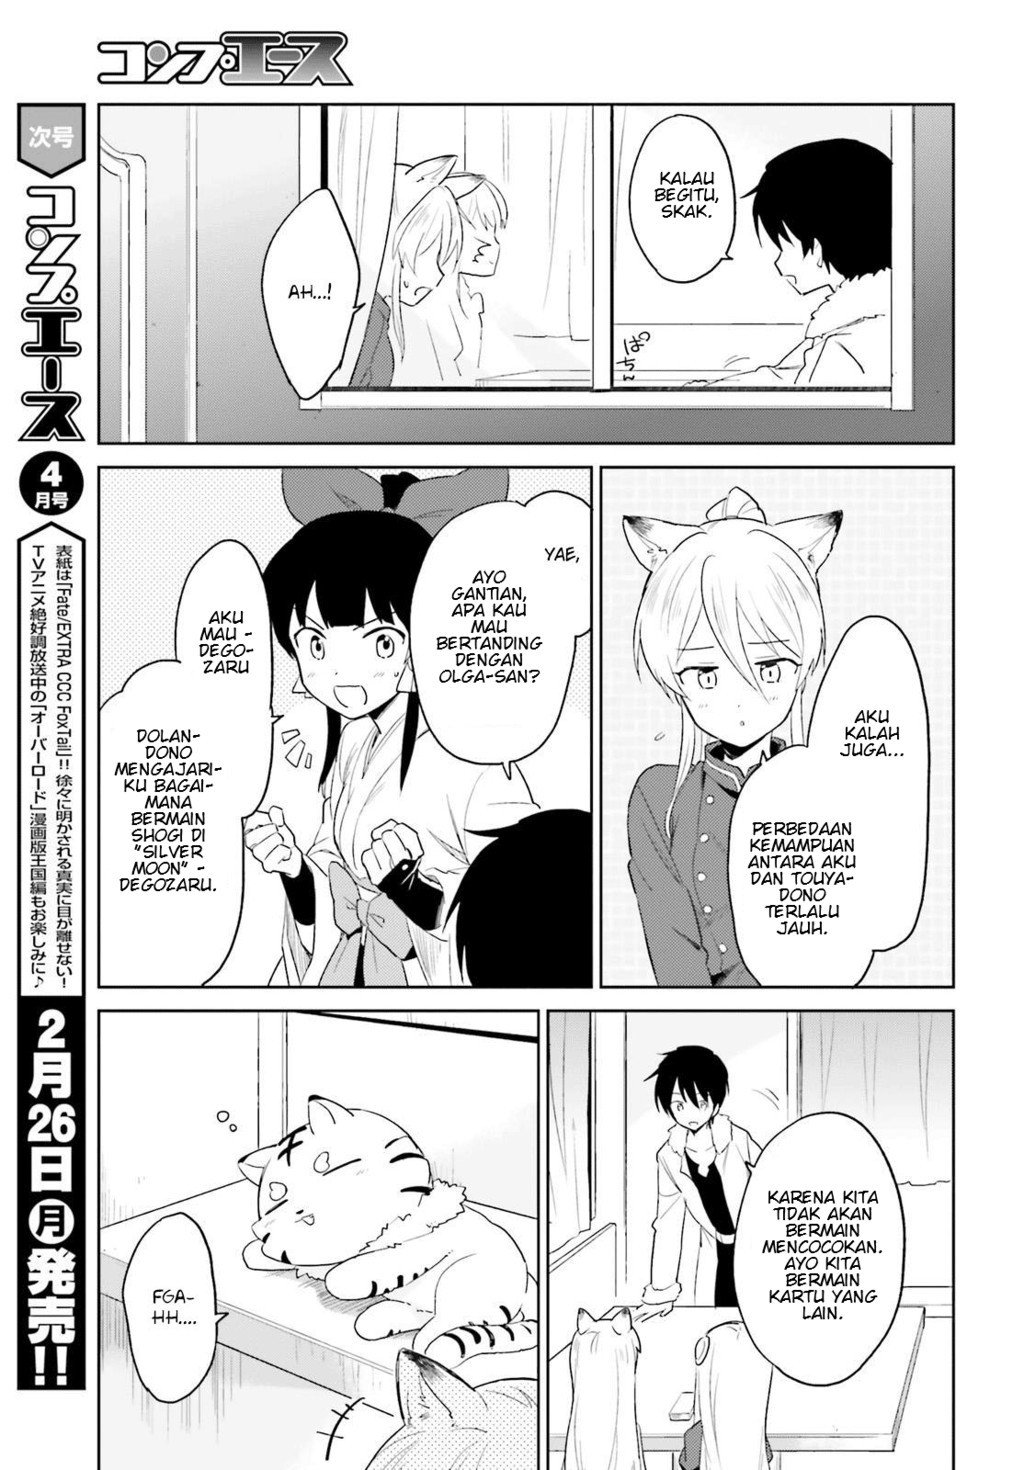 コンプエース
次号
コンプエース
4
月号
表紙は「Fate/EXTRA CCC FoxTail」!! 徐々に明かされる真実に目が離せない!
TVアニメ絶好調放送中の「オーバーロード」漫画版王国編もお楽しみに♪
2月26日(月)発売!!
KALAU
BEGITU,
SKAK.
ぱちん
AH...!
AKU
KALAH
JUGA...
PERBEDAAN
KEMAMPUAN
ANTARA AKU
DAN TOUYA-
DONO
TERLALU
JAUH.
YAE,
AYO
GANTIAN,
APA KAU
MAU
BERTANDING
DENGAN
OLGA-SAN?
AKU
MAU -
DEGO-
ZARU
DOLAN-
DONO
MENGAJARI-
KU BAGAI-
MANA
BERMAIN
SHOGI DI
"SILVER
MOON" -
DEGOZARU.
KARENA KITA
TIDAK AKAN
BERMAIN
MENCOCOKAN.
AYO KITA
BERMAIN
KARTU YANG
LAIN.
FGA-
HH....